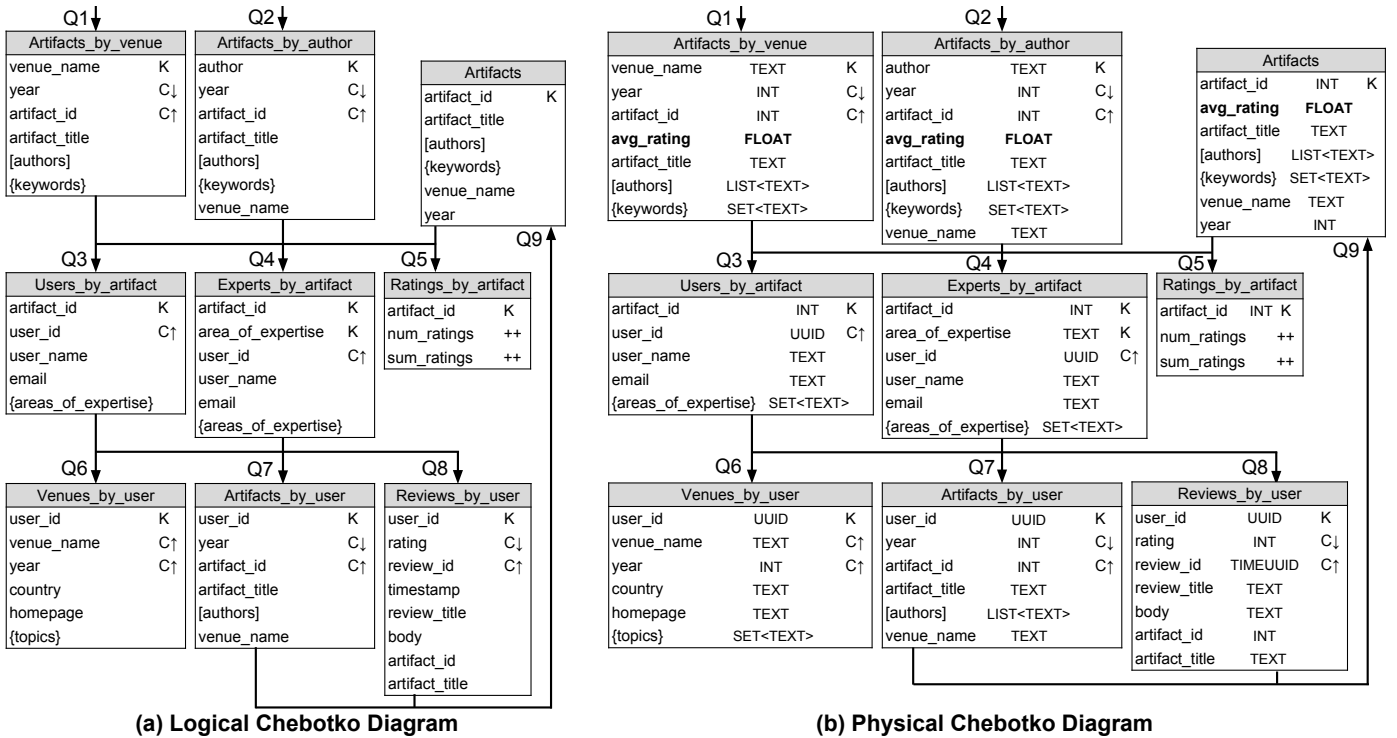 Q1
Q2
Artifacts_by_venue
venue_name K
year C↓
artifact_id C↑
artifact_title
[authors]
{keywords}
Artifacts_by_author
author K
year C↓
artifact_id C↑
artifact_title
[authors]
{keywords}
venue_name
Artifacts
artifact_id K
artifact_title
[authors]
{keywords}
venue_name
year
Q3
Q4
Q5
Q9
Users_by_artifact
artifact_id K
user_id C↑
user_name
email
{areas_of_expertise}
Experts_by_artifact
artifact_id K
area_of_expertise K
user_id C↑
user_name
email
{areas_of_expertise}
Ratings_by_artifact
artifact_id K
num_ratings ++
sum_ratings ++
Q6
Q7
Q8
Venues_by_user
user_id K
venue_name C↑
year C↑
country
homepage
{topics}
Artifacts_by_user
user_id K
year C↓
artifact_id C↑
artifact_title
[authors]
venue_name
Reviews_by_user
user_id K
rating C↓
review_id C↑
timestamp
review_title
body
artifact_id
artifact_title
(a) Logical Chebotko Diagram
Q1
Q2
Artifacts_by_venue
venue_name TEXT K
year INT C↓
artifact_id INT C↑
avg_rating FLOAT
artifact_title TEXT
[authors] LIST<TEXT>
{keywords} SET<TEXT>
Artifacts_by_author
author TEXT K
year INT C↓
artifact_id INT C↑
avg_rating FLOAT
artifact_title TEXT
[authors] LIST<TEXT>
{keywords} SET<TEXT>
venue_name TEXT
Artifacts
artifact_id INT K
avg_rating FLOAT
artifact_title TEXT
[authors] LIST<TEXT>
{keywords} SET<TEXT>
venue_name TEXT
year INT
Q3
Q4
Q5
Q9
Users_by_artifact
artifact_id INT K
user_id UUID C↑
user_name TEXT
email TEXT
{areas_of_expertise} SET<TEXT>
Experts_by_artifact
artifact_id INT K
area_of_expertise TEXT K
user_id UUID C↑
user_name TEXT
email TEXT
{areas_of_expertise} SET<TEXT>
Ratings_by_artifact
artifact_id INT K
num_ratings ++
sum_ratings ++
Q6
Q7
Q8
Venues_by_user
user_id UUID K
venue_name TEXT C↑
year INT C↑
country TEXT
homepage TEXT
{topics} SET<TEXT>
Artifacts_by_user
user_id UUID K
year INT C↓
artifact_id INT C↑
artifact_title TEXT
[authors] LIST<TEXT>
venue_name TEXT
Reviews_by_user
user_id UUID K
rating INT C↓
review_id TIMEUUID C↑
review_title TEXT
body TEXT
artifact_id INT
artifact_title TEXT
(b) Physical Chebotko Diagram